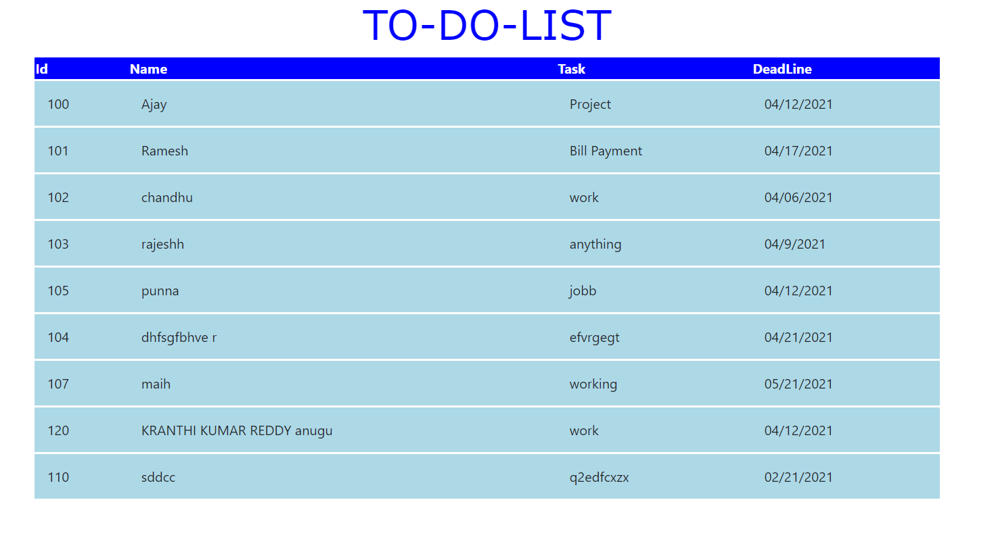 TO-DO-LIST
Id Name Task DeadLine
100 Ajay Project 04/12/2021
101 Ramesh Bill Payment 04/17/2021
102 chandhu work 04/06/2021
103 rajeshh anything 04/9/2021
105 punna jobb 04/12/2021
104 dhfsgfbhve r efvrgegt 04/21/2021
107 maih working 05/21/2021
120 KRANTHI KUMAR REDDY anugu work 04/12/2021
110 sddcc q2edfcxzx 02/21/2021